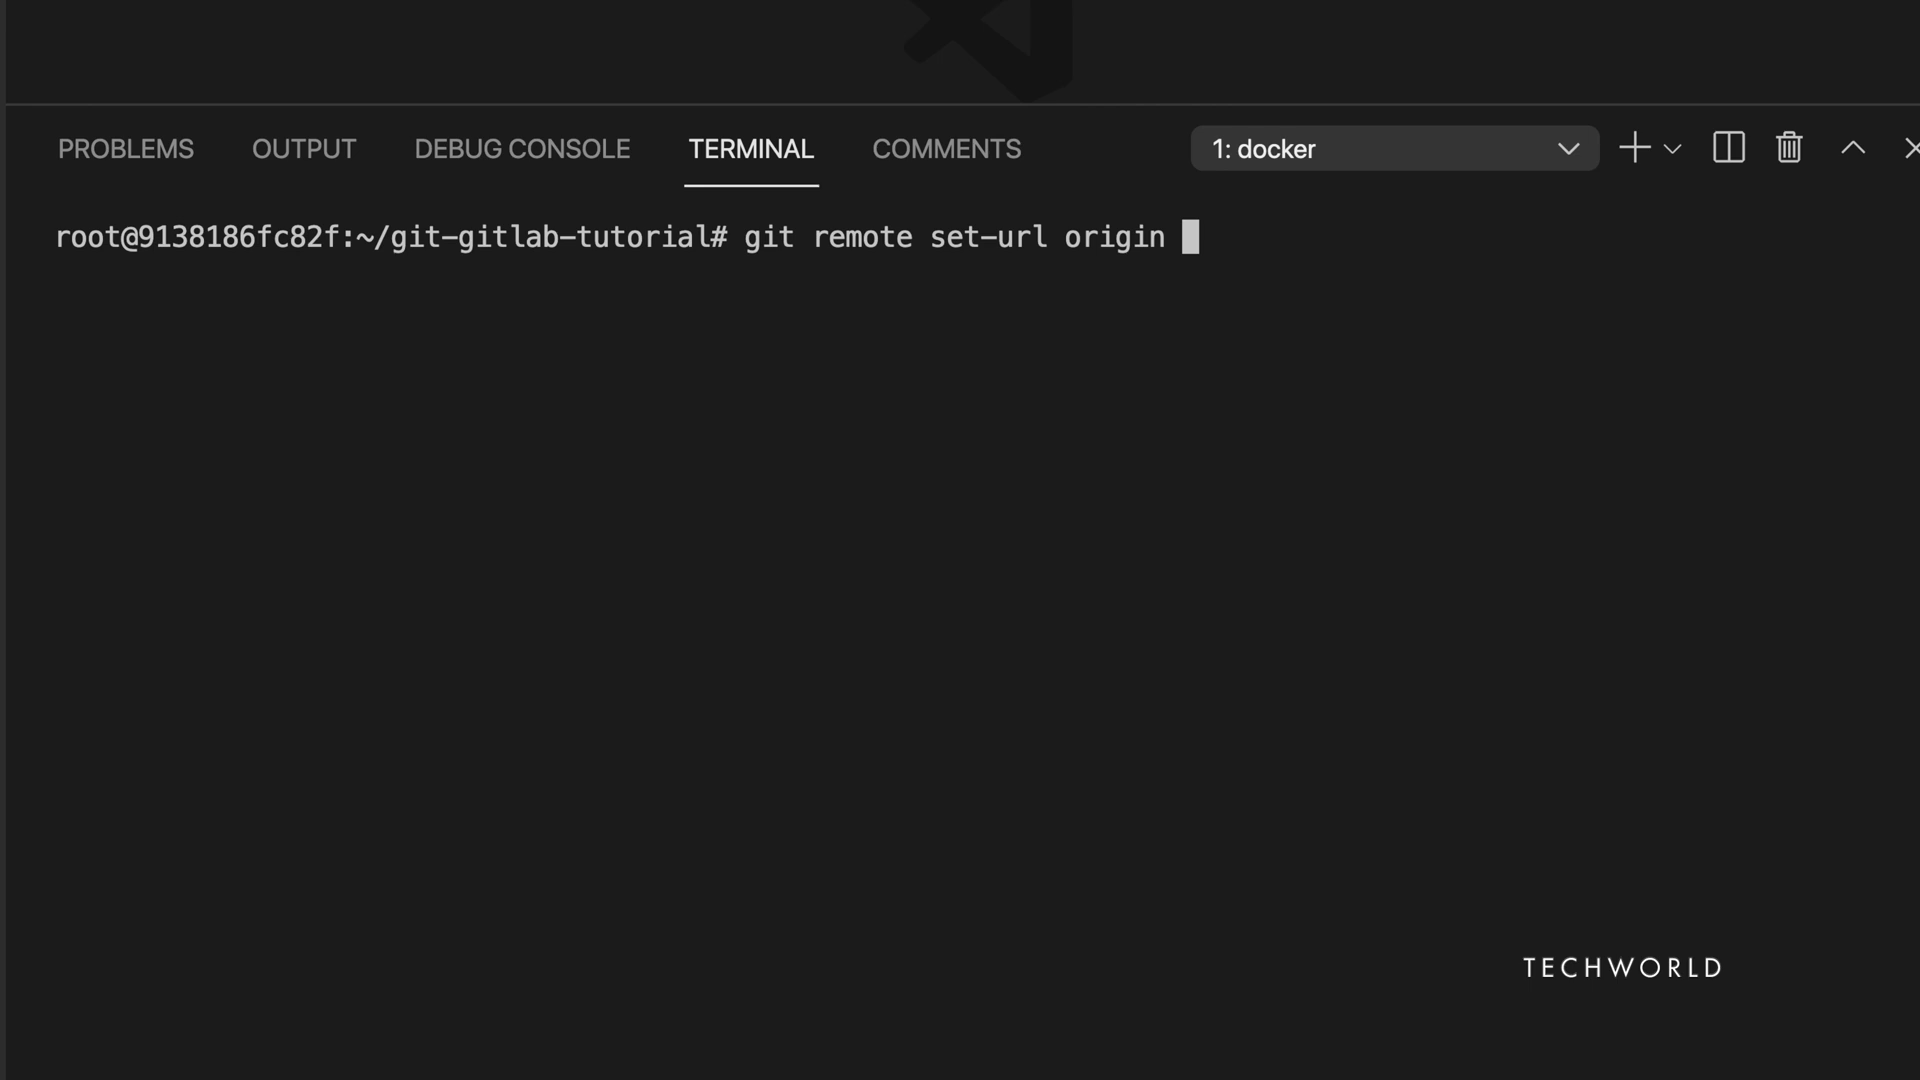 PROBLEMS OUTPUT DEBUG CONSOLE TERMINAL COMMENTS 1: docker
root@9138186fc82f:~/git-gitlab-tutorial# git remote set-url origin
TECHWORLD